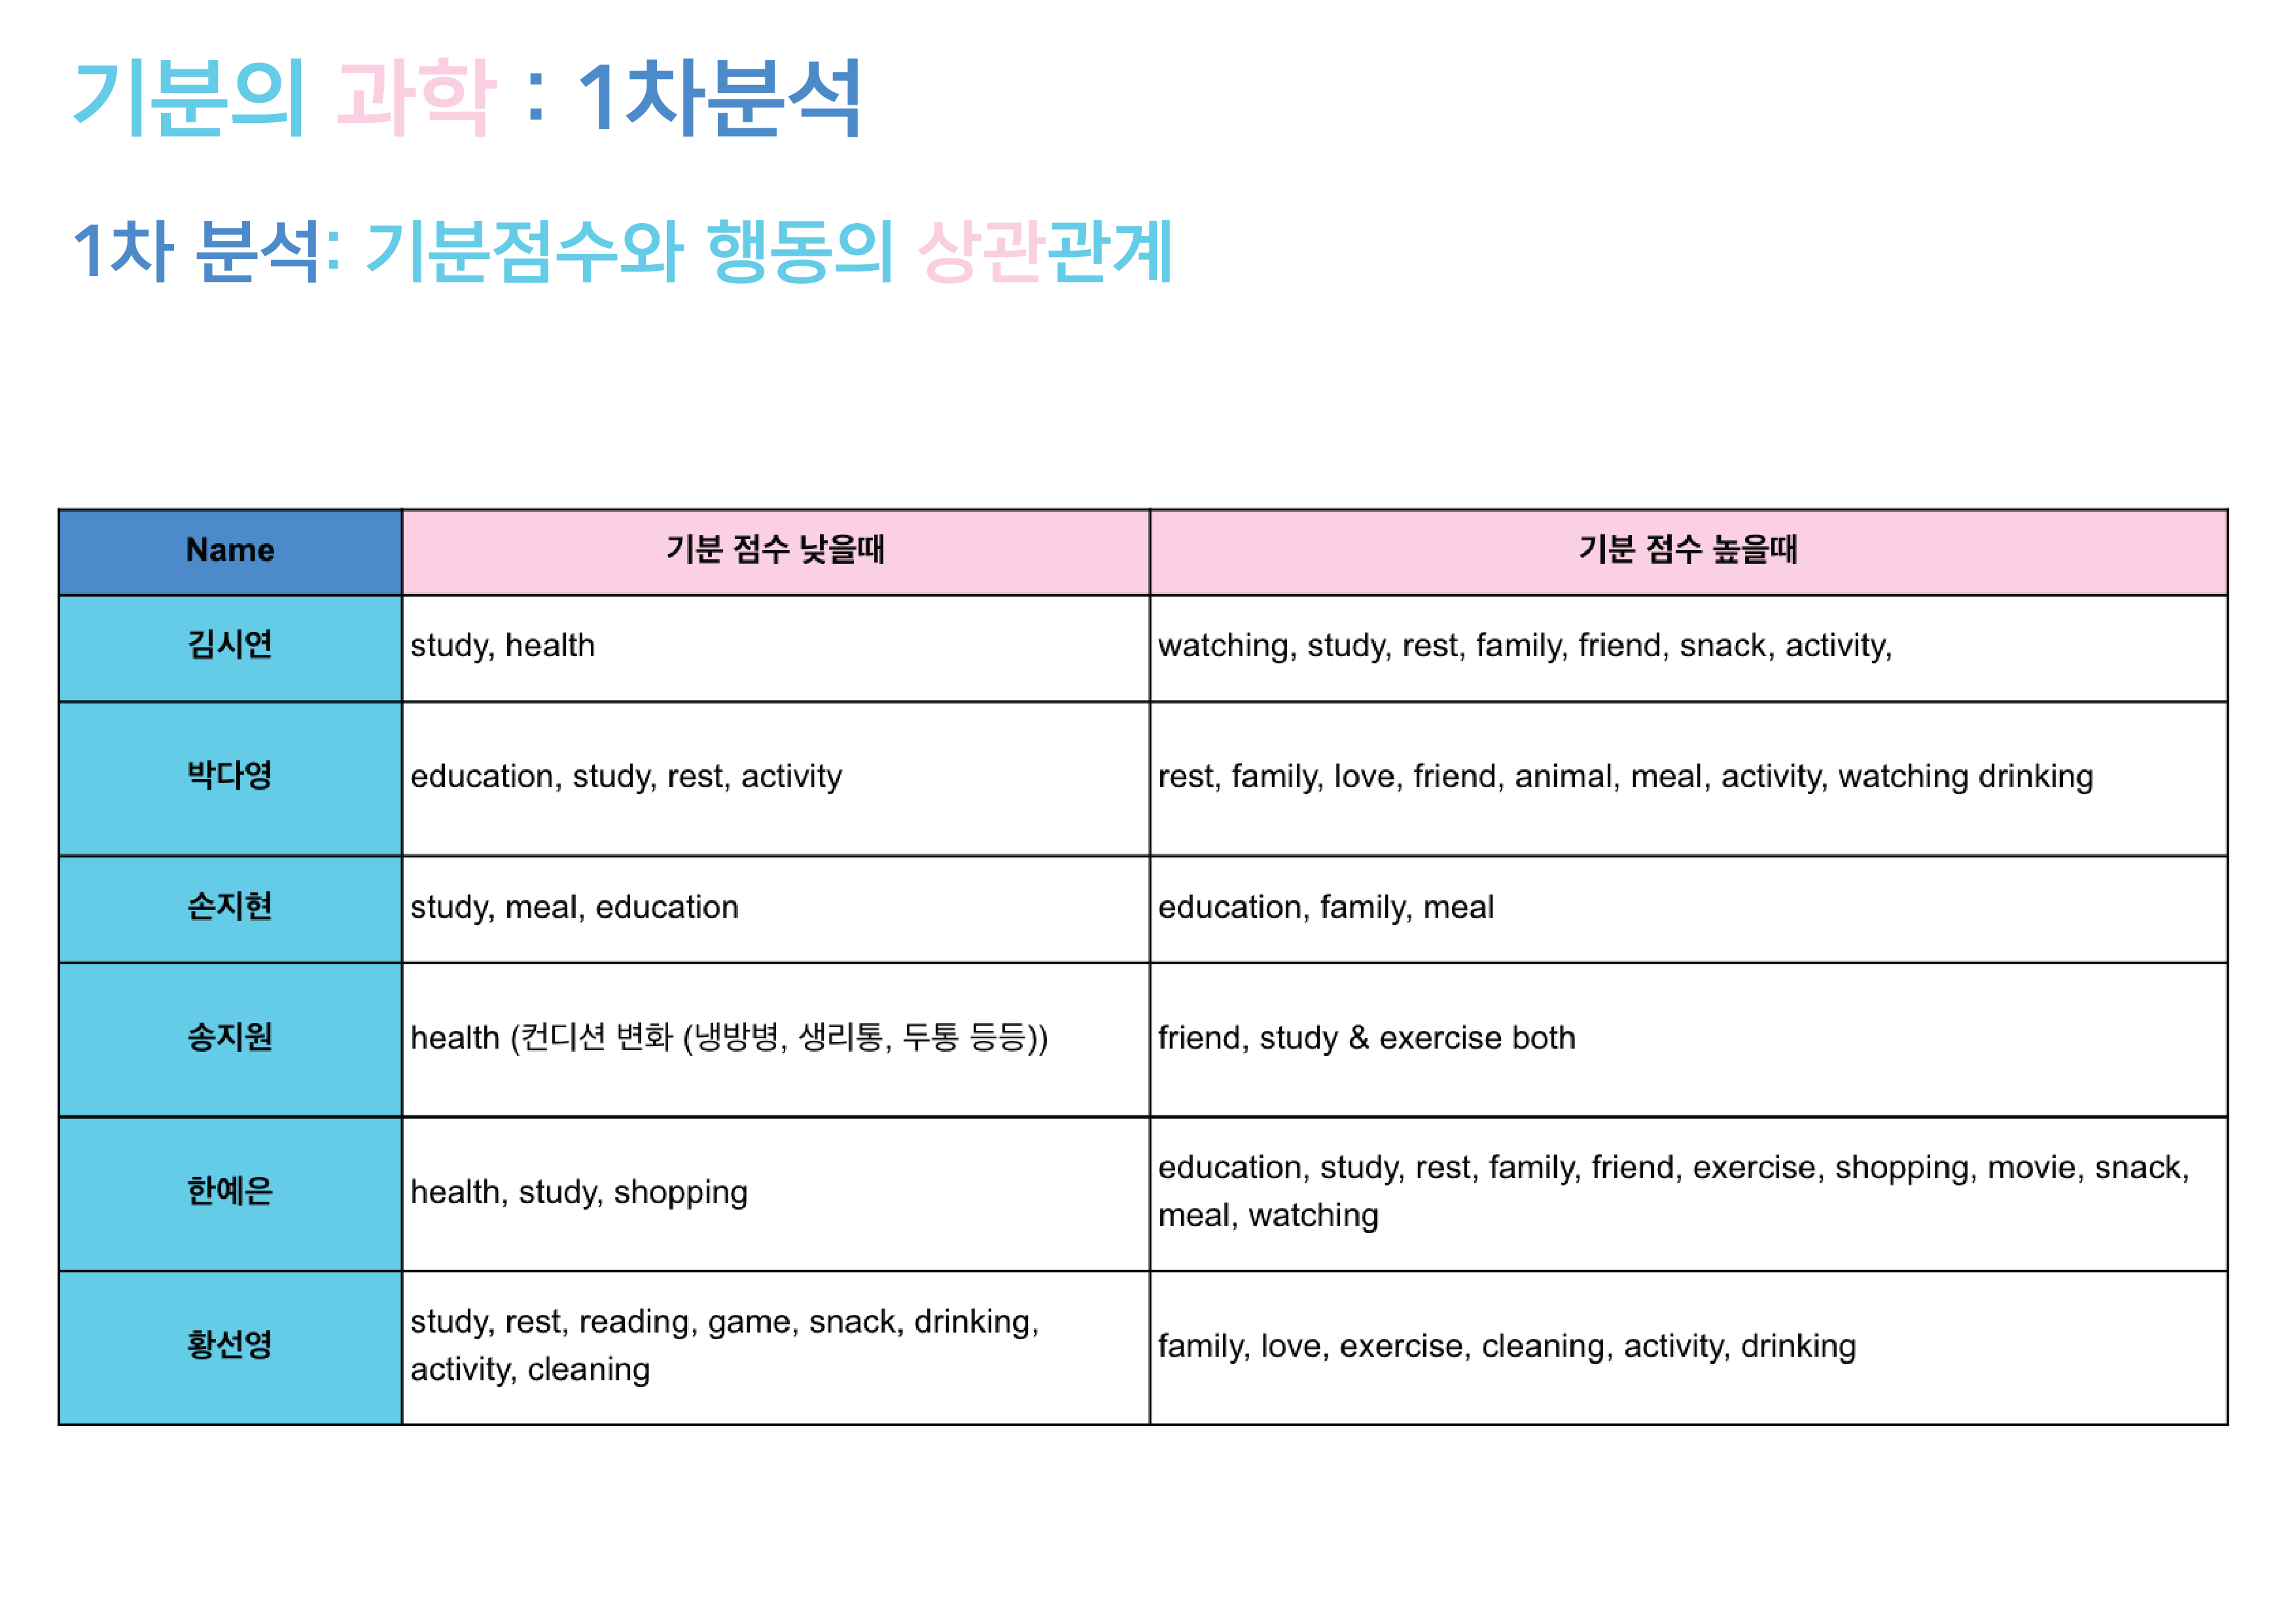 기분의 과학 : 1차분석
1차 분석: 기분점수와 행동의 상관관계
Name 기분 점수 낮을때 기분 점수 높을때
김시연 study, health watching, study, rest, family, friend, snack, activity,
박다영 education, study, rest, activity rest, family, love, friend, animal, meal, activity, watching drinking
손지현 study, meal, education education, family, meal
송지원 health (컨디션 변화 (냉방병, 생리통, 두통 등등)) friend, study & exercise both
한예은 health, study, shopping education, study, rest, family, friend, exercise, shopping, movie, snack,
meal, watching
황선영 study, rest, reading, game, snack, drinking,
activity, cleaning family, love, exercise, cleaning, activity, drinking